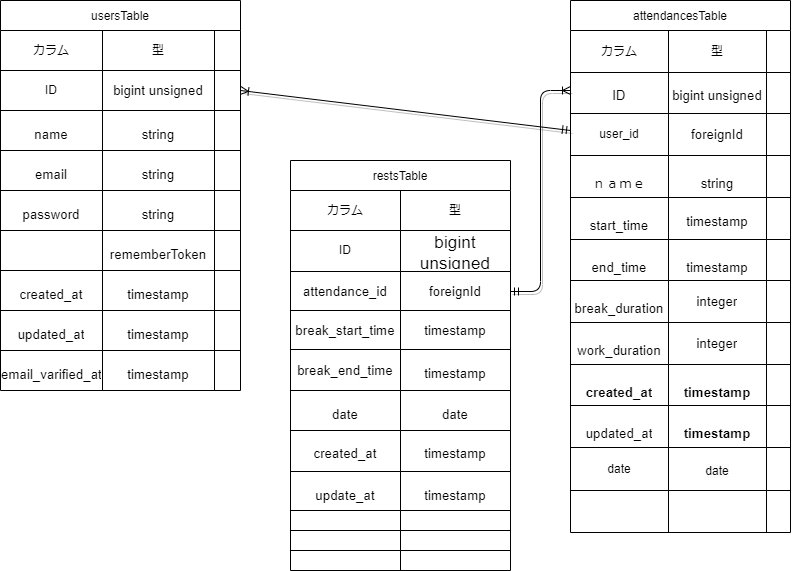 usersTable
カラム 型
ID bigint unsigned
name string
email string
password string
rememberToken
created_at timestamp
updated_at timestamp
email_varified_at timestamp
restsTable
カラム 型
ID bigint
unsigned
attendance_id foreignId
break_start_time timestamp
break_end_time timestamp
date date
created_at timestamp
update_at timestamp
attendancesTable
カラム 型
ID bigint unsigned
user_id foreignId
ｎａｍｅ string
start_time timestamp
end_time timestamp
break_duration integer
work_duration integer
created_at timestamp
updated_at timestamp
date date